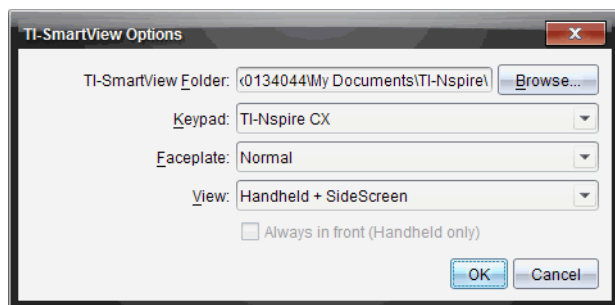 TI-SmartView Options
TI-SmartView Folder: 0134044\My Documents\TI-Nspire\ Browse...
Keypad: TI-Nspire CX
Faceplate: Normal
View: Handheld + SideScreen
Always in front (Handheld only)
OK Cancel